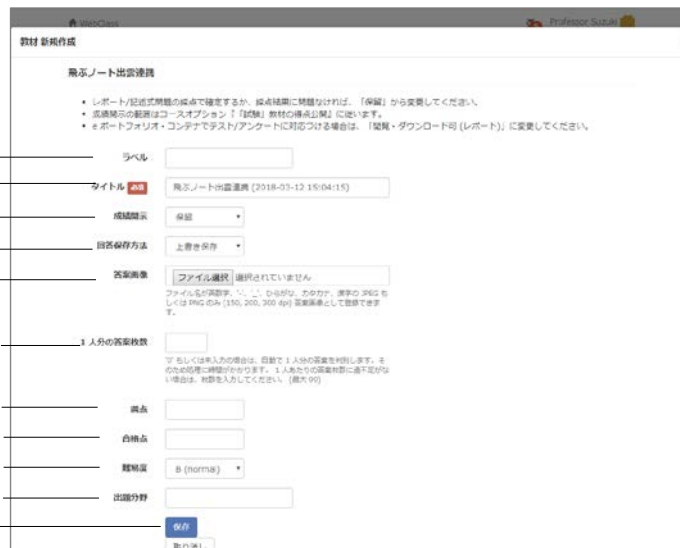 WebClass
Professor Suzuki
教材 新規作成
飛ぶノート出雲連携
• レポート/記述式問題の採点で確定するか、採点結果に問題なければ、「保留」から変更してください。
• 成績開示の範囲はコースオプション『「試験」教材の得点公開』に従います。
• e ポートフォリオ・コンテナでテスト/アンケートに対応づける場合は、「閲覧・ダウンロード可 (レポート)」に変更してください。
ラベル
タイトル 必須 飛ぶノート出雲連携 (2018-03-12 15:04:15)
成績開示 保留
回答保存方法 上書き保存
答案画像 ファイル選択 選択されていません
ファイル名が英数字、'-'、'_'、ひらがな、カタカナ、漢字の JPEG も
しくは PNG のみ (150, 200, 300 dpi) 答案画像として登録できま
す。
1 人分の答案枚数
'0' もしくは未入力の場合は、自動で 1 人分の答案を判別します。そ
のため処理に時間がかかります。 1 人あたりの答案枚数に過不足がな
い場合は、枚数を入力してください。 (最大 90)
満点
合格点
難易度 B (normal)
出題分野
保存
取り消し